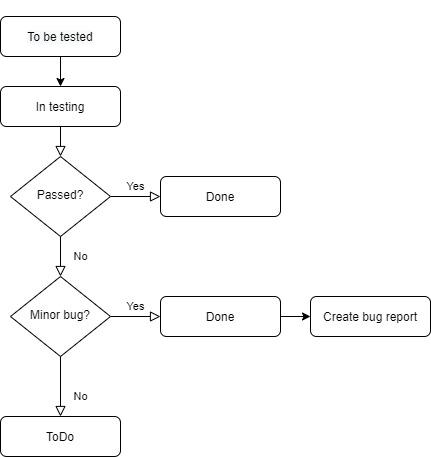 To be tested
In testing
Passed?
Yes
Done
No
Minor bug?
Yes
Done
Create bug report
No
ToDo